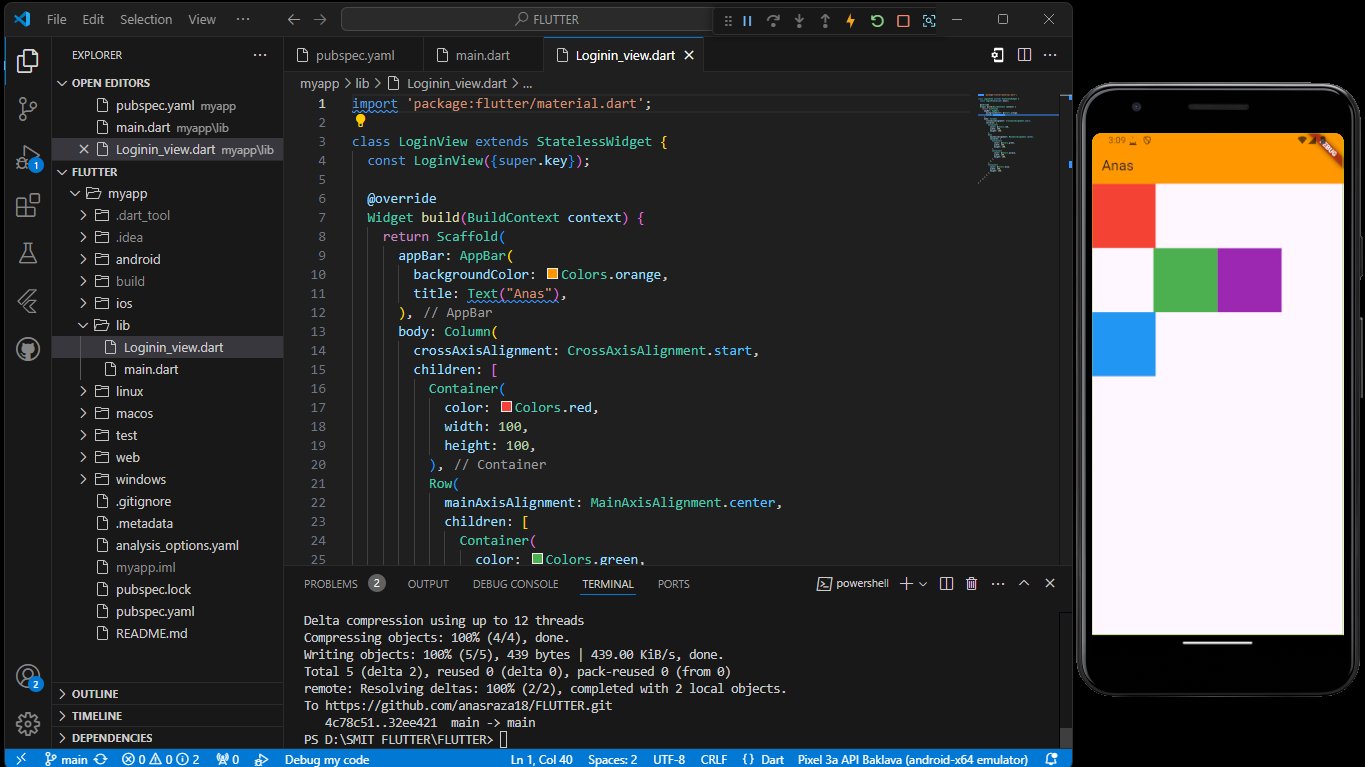 File Edit Selection View ··· FLUTTER
EXPLORER ···
OPEN EDITORS
pubspec.yaml myapp
main.dart myapp\lib
Loginin_view.dart myapp\lib
FLUTTER
myapp
.dart_tool
.idea
android
build
ios
lib
Loginin_view.dart
main.dart
linux
macos
test
web
windows
.gitignore
.metadata
analysis_options.yaml
myapp.iml
pubspec.lock
pubspec.yaml
README.md
OUTLINE
TIMELINE
DEPENDENCIES
1
2
pubspec.yaml main.dart Loginin_view.dart
myapp > lib > Loginin_view.dart > ...
1 import 'package:flutter/material.dart';
2
3 class LoginView extends StatelessWidget {
4 const LoginView({super.key});
5
6 @override
7 Widget build(BuildContext context) {
8 return Scaffold(
9 appBar: AppBar(
10 backgroundColor: Colors.orange,
11 title: Text("Anas"),
12 ), // AppBar
13 body: Column(
14 crossAxisAlignment: CrossAxisAlignment.start,
15 children: [
16 Container(
17 color: Colors.red,
18 width: 100,
19 height: 100,
20 ), // Container
21 Row(
22 mainAxisAlignment: MainAxisAlignment.center,
23 children: [
24 Container(
25 color: Colors.green,
PROBLEMS 2 OUTPUT DEBUG CONSOLE TERMINAL PORTS powershell
Delta compression using up to 12 threads
Compressing objects: 100% (4/4), done.
Writing objects: 100% (5/5), 439 bytes | 439.00 KiB/s, done.
Total 5 (delta 2), reused 0 (delta 0), pack-reused 0 (from 0)
remote: Resolving deltas: 100% (2/2), completed with 2 local objects.
To https://github.com/anasraza18/FLUTTER.git
4c78c51..32ee421 main -> main
PS D:\SMIT FLUTTER\FLUTTER>
main 0 0 2 0 Debug my code Ln 1, Col 40 Spaces: 2 UTF-8 CRLF {} Dart Pixel 3a API Baklava (android-x64 emulator)
3:09
DEBUG
Anas